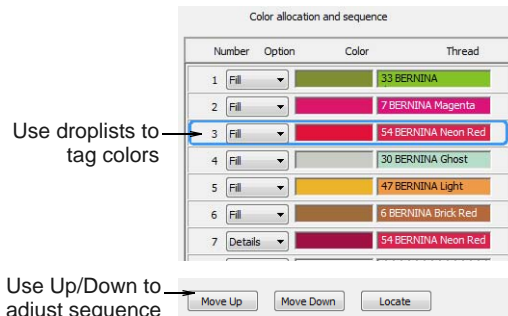 Color allocation and sequence
Number Option Color Thread
1 Fill 33 BERNINA
2 Fill 7 BERNINA Magenta
3 Fill 54 BERNINA Neon Red
4 Fill 30 BERNINA Ghost
5 Fill 47 BERNINA Light
6 Fill 6 BERNINA Brick Red
7 Details 54 BERNINA Neon Red
Use droplists to
tag colors
Use Up/Down to
adjust sequence
Move Up Move Down Locate